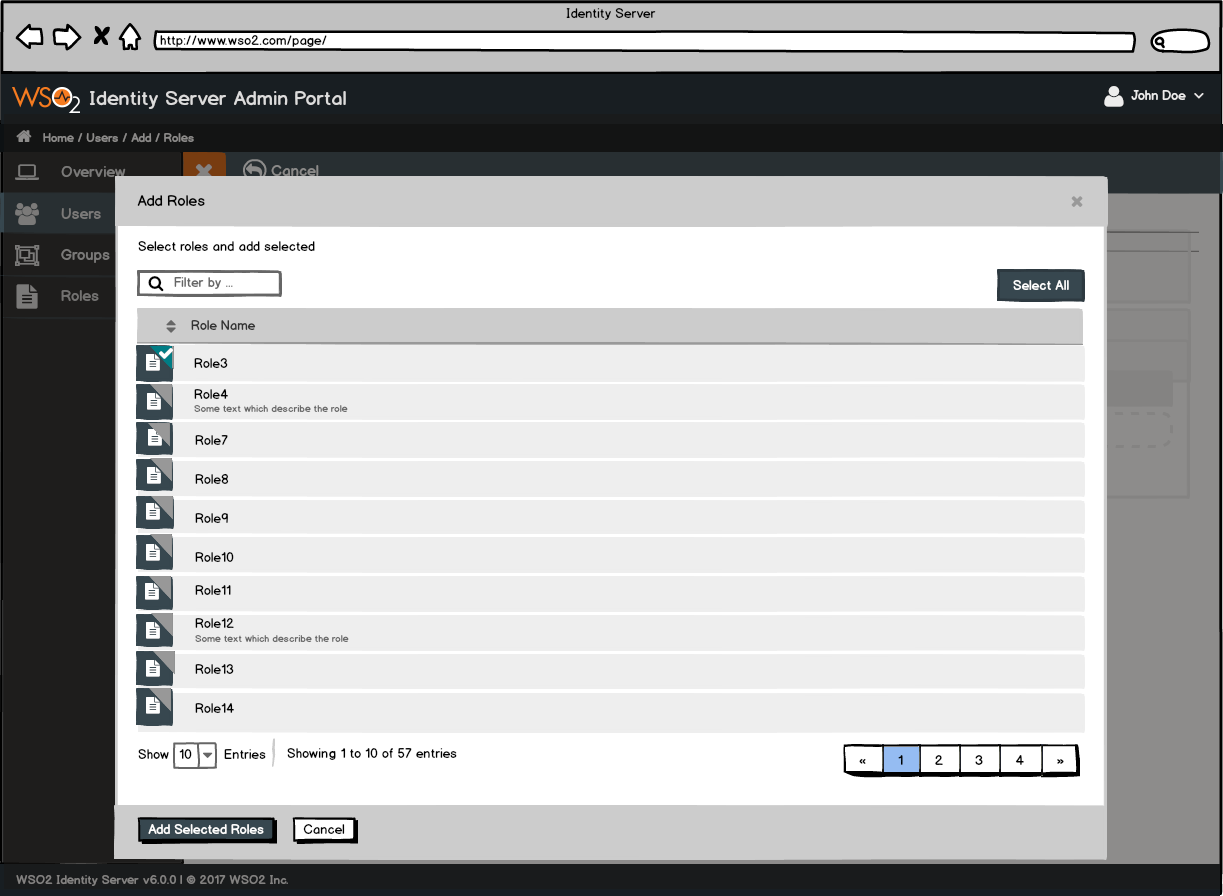 Identity Server
http://www.wso2.com/page/
WSO2 Identity Server Admin Portal
John Doe
Home / Users / Add / Roles
Overview
Cancel
Users
Groups
Roles
Add Roles
Select roles and add selected
Filter by ...
Select All
Role Name
Role3
Role4
Some text which describe the role
Role7
Role8
Role9
Role10
Role11
Role12
Some text which describe the role
Role13
Role14
Show 10 Entries
Showing 1 to 10 of 57 entries
« 1 2 3 4 »
Add Selected Roles
Cancel
WSO2 Identity Server v6.0.0 | © 2017 WSO2 Inc.